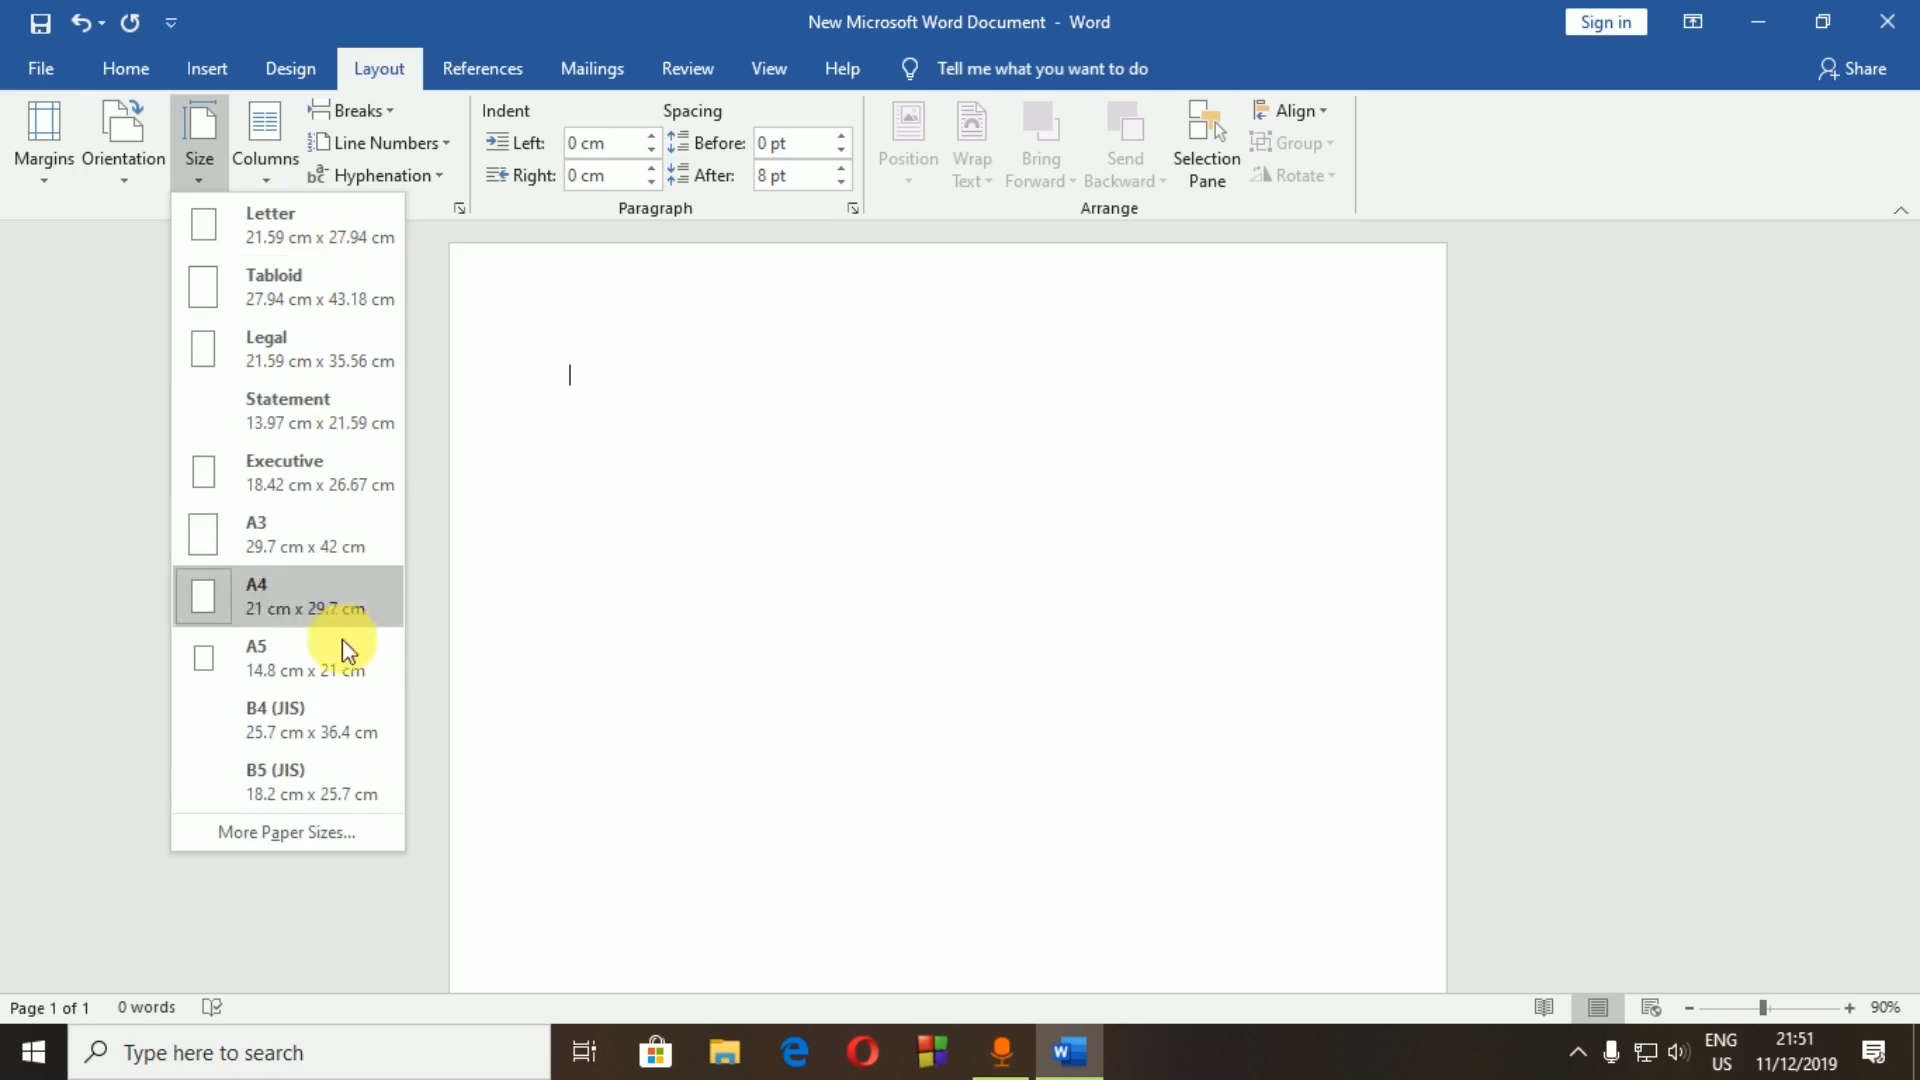 New Microsoft Word Document - Word
Sign in
File Home Insert Design Layout References Mailings Review View Help Tell me what you want to do Share
Margins Orientation Size Columns
Breaks
Line Numbers
bc Hyphenation
Indent Spacing
Left: 0 cm Before: 0 pt
Right: 0 cm After: 8 pt
Paragraph
Position
Wrap Text
Bring Forward
Send Backward
Selection Pane
Align
Group
Rotate
Arrange
Letter
21.59 cm x 27.94 cm
Tabloid
27.94 cm x 43.18 cm
Legal
21.59 cm x 35.56 cm
Statement
13.97 cm x 21.59 cm
Executive
18.42 cm x 26.67 cm
A3
29.7 cm x 42 cm
A4
21 cm x 29.7 cm
A5
14.8 cm x 21 cm
B4 (JIS)
25.7 cm x 36.4 cm
B5 (JIS)
18.2 cm x 25.7 cm
More Paper Sizes...
Page 1 of 1 0 words 90%
Type here to search
ENG
US
21:51
11/12/2019